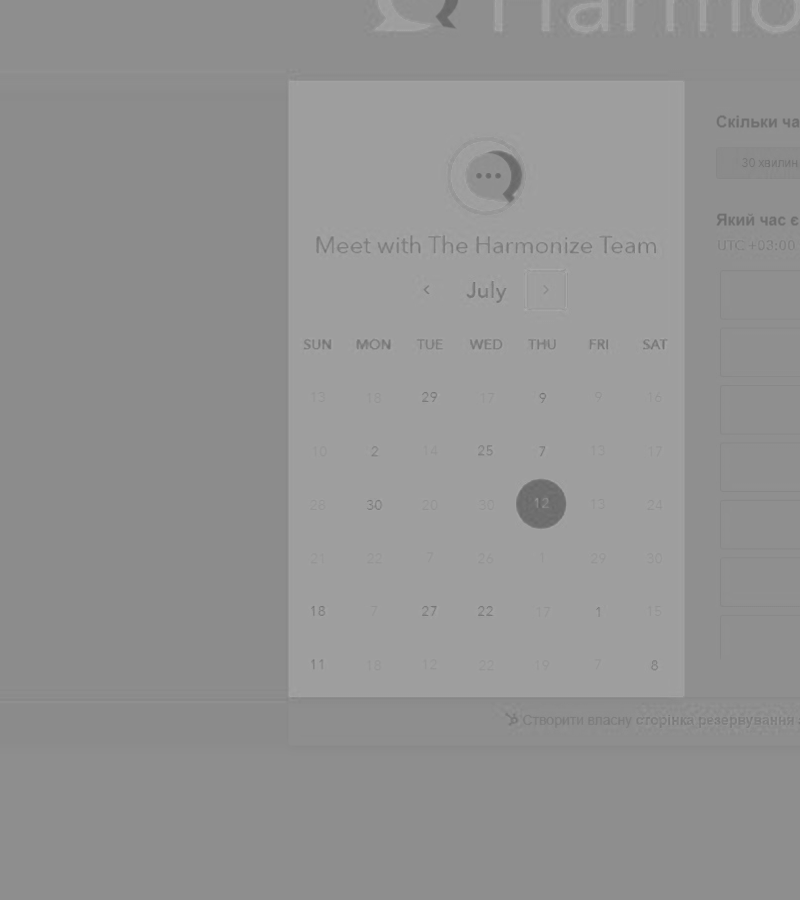 Harmo
Скільки ча
30 хвилин
Який час є
UTC +03:00
Meet with The Harmonize Team
July
SUN MON TUE WED THU FRI SAT
13 18 29 17 9 9 16
10 2 14 25 7 13 17
28 30 20 30 12 13 24
21 22 7 26 1 29 30
18 7 27 22 17 1 15
11 18 12 22 19 7 8
Створити власну сторінка резервування